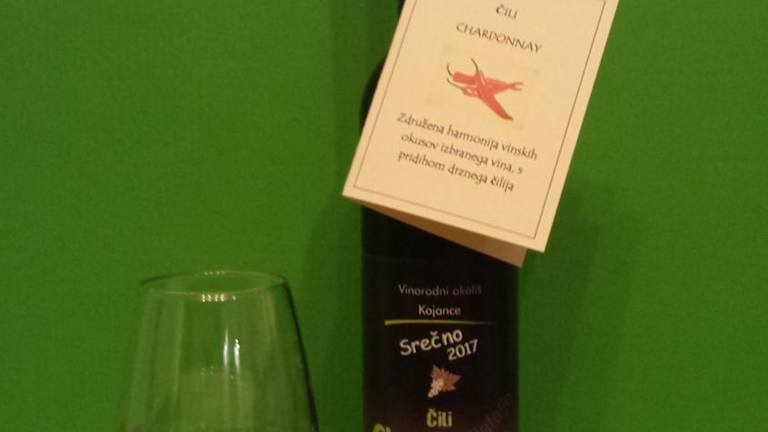 ČILI
CHARDONNAY
Združena harmonija vinskih
okusov izbranega vina, s
pridihom drznega čilija
Vinorodni okoliš
Kojance
Srečno
2017
Čili